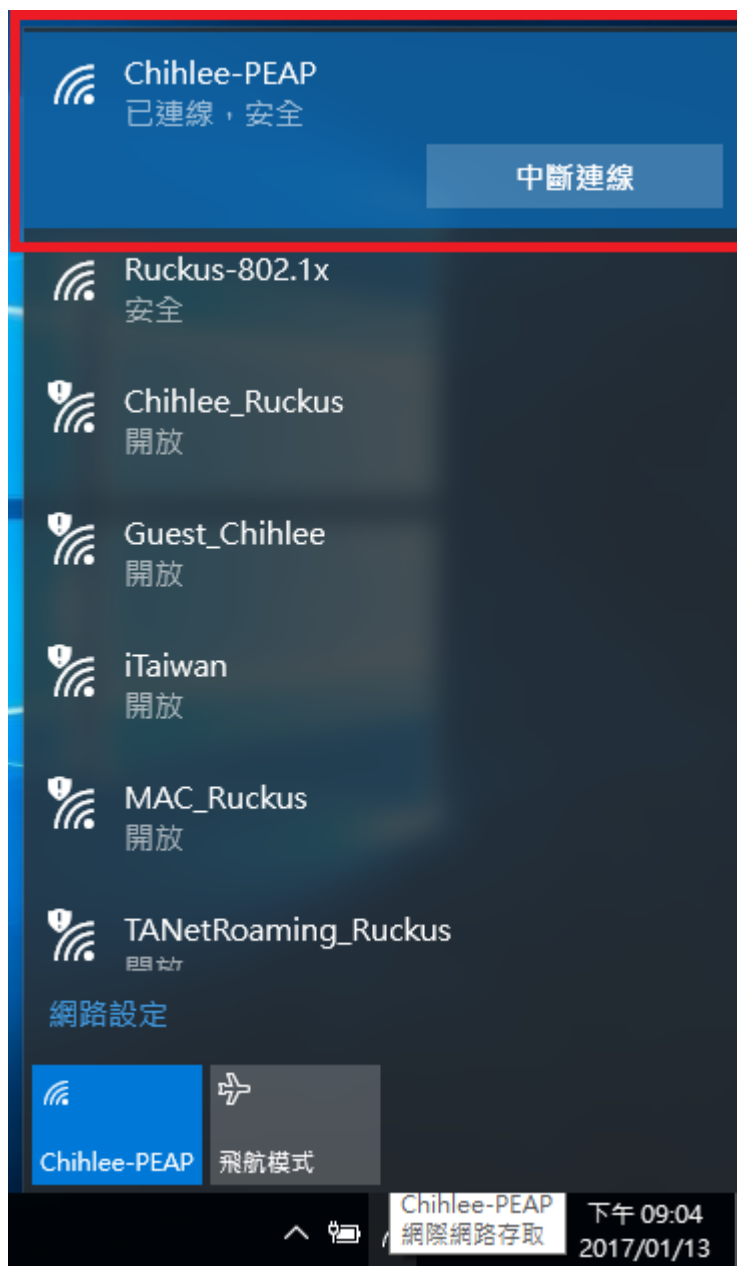 Chihlee-PEAP
已連線，安全
中斷連線
Ruckus-802.1x
安全
Chihlee_Ruckus
開放
Guest_Chihlee
開放
iTaiwan
開放
MAC_Ruckus
開放
TANetRoaming_Ruckus
開放
網路設定
Chihlee-PEAP
飛航模式
Chihlee-PEAP
網際網路存取
下午 09:04
2017/01/13